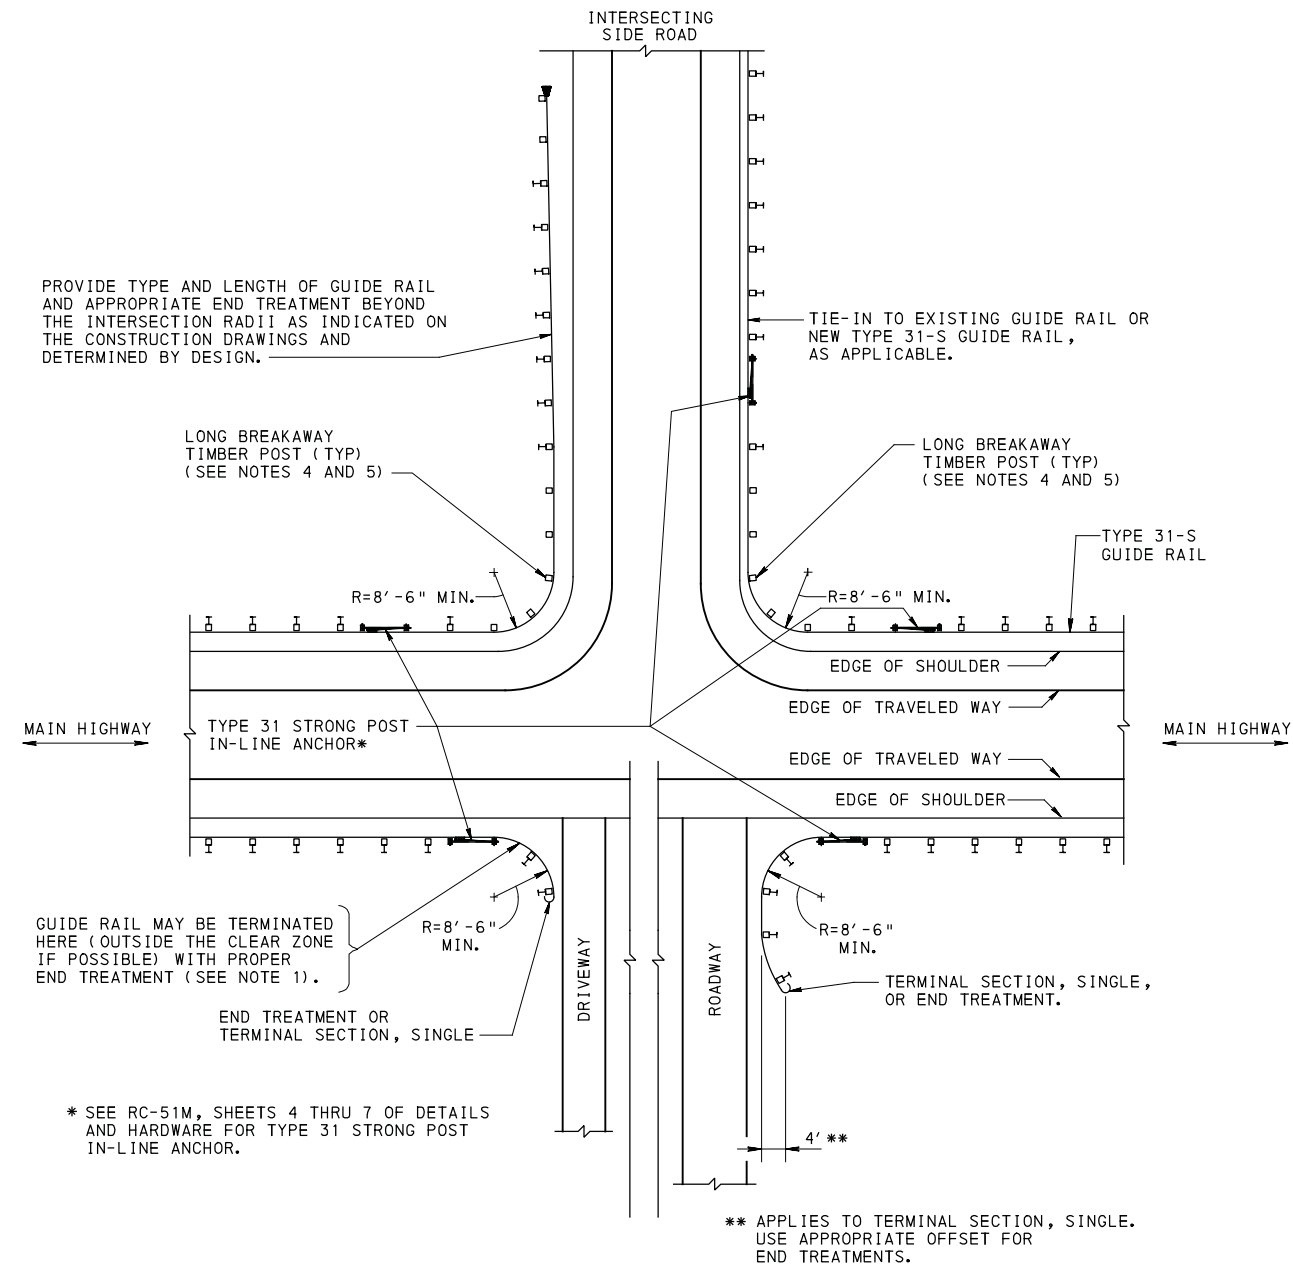 INTERSECTING
SIDE ROAD
PROVIDE TYPE AND LENGTH OF GUIDE RAIL
AND APPROPRIATE END TREATMENT BEYOND
THE INTERSECTION RADII AS INDICATED ON
THE CONSTRUCTION DRAWINGS AND
DETERMINED BY DESIGN.
TIE-IN TO EXISTING GUIDE RAIL OR
NEW TYPE 31-S GUIDE RAIL,
AS APPLICABLE.
LONG BREAKAWAY
TIMBER POST (TYP)
(SEE NOTES 4 AND 5)
LONG BREAKAWAY
TIMBER POST (TYP)
(SEE NOTES 4 AND 5)
TYPE 31-S
GUIDE RAIL
R=8'-6" MIN.
R=8'-6" MIN.
EDGE OF SHOULDER
EDGE OF TRAVELED WAY
MAIN HIGHWAY
TYPE 31 STRONG POST
IN-LINE ANCHOR*
MAIN HIGHWAY
EDGE OF TRAVELED WAY
EDGE OF SHOULDER
GUIDE RAIL MAY BE TERMINATED
HERE (OUTSIDE THE CLEAR ZONE
IF POSSIBLE) WITH PROPER
END TREATMENT (SEE NOTE 1).
R=8'-6"
MIN.
R=8'-6"
MIN.
DRIVEWAY
ROADWAY
TERMINAL SECTION, SINGLE,
OR END TREATMENT.
END TREATMENT OR
TERMINAL SECTION, SINGLE
* SEE RC-51M, SHEETS 4 THRU 7 OF DETAILS
AND HARDWARE FOR TYPE 31 STRONG POST
IN-LINE ANCHOR.
4' **
** APPLIES TO TERMINAL SECTION, SINGLE.
USE APPROPRIATE OFFSET FOR
END TREATMENTS.